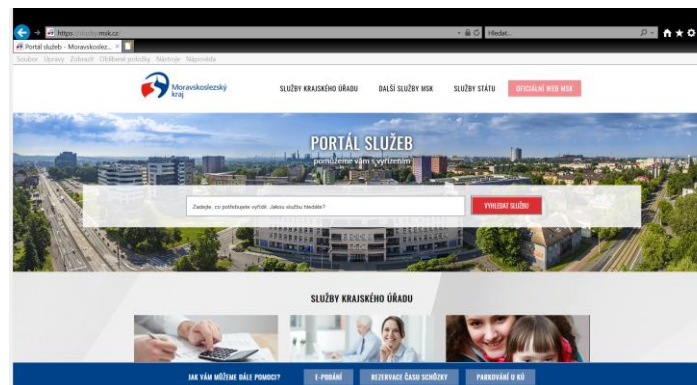 https://sluzby.msk.cz
Hledat...
Portál služeb - Moravskoslez...
Soubor Úpravy Zobrazit Oblíbené položky Nástroje Nápověda
Moravskoslezský
kraj
SLUŽBY KRAJSKÉHO ÚŘADU DALŠÍ SLUŽBY MSK SLUŽBY STÁTU OFICIÁLNÍ WEB MSK
PORTÁL SLUŽEB
pomůžeme vám s vyřízením
Zadejte, co potřebujete vyřídit. Jakou službu hledáte? VYHLEDAT SLUŽBU
SLUŽBY KRAJSKÉHO ÚŘADU
JAK VÁM MŮŽEME DÁLE POMOCI? E-PODÁNÍ REZERVACE ČASU SCHŮZKY PARKOVÁNÍ U KÚ